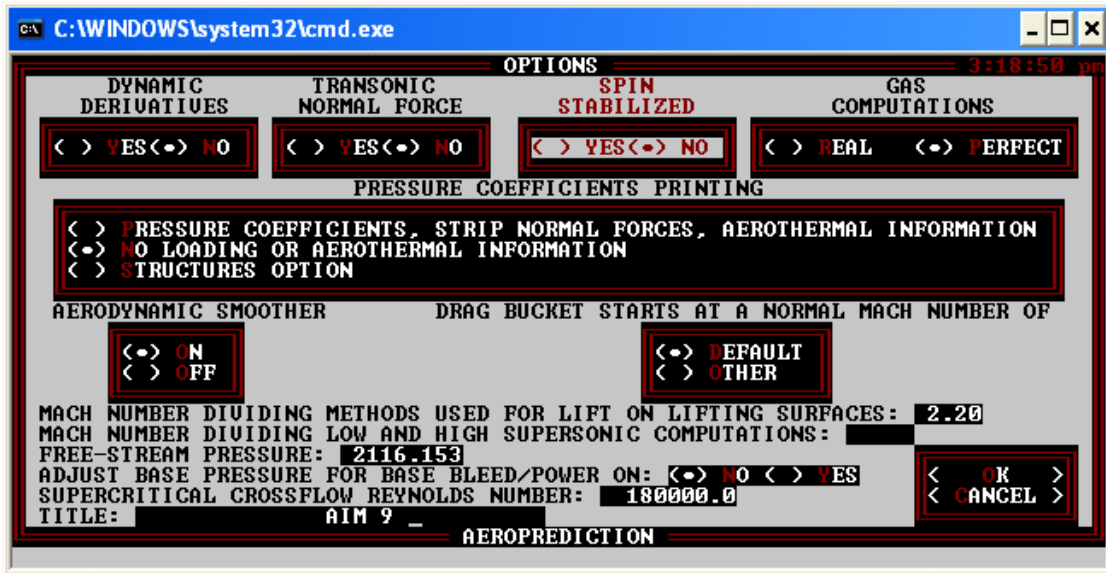 C:\WINDOWS\system32\cmd.exe
OPTIONS 3:18:50 pm
DYNAMIC TRANSONIC SPIN GAS
DERIVATIVES NORMAL FORCE STABILIZED COMPUTATIONS
( ) YES(•) NO ( ) YES(•) NO ( ) YES(•) NO ( ) REAL (•) PERFECT
PRESSURE COEFFICIENTS PRINTING
( ) PRESSURE COEFFICIENTS, STRIP NORMAL FORCES, AEROTHERMAL INFORMATION
(•) NO LOADING OR AEROTHERMAL INFORMATION
( ) STRUCTURES OPTION
AERODYNAMIC SMOOTHER DRAG BUCKET STARTS AT A NORMAL MACH NUMBER OF
(•) ON (•) DEFAULT
( ) OFF ( ) OTHER
MACH NUMBER DIVIDING METHODS USED FOR LIFT ON LIFTING SURFACES: 2.20
MACH NUMBER DIVIDING LOW AND HIGH SUPERSONIC COMPUTATIONS:
FREE-STREAM PRESSURE: 2116.153
ADJUST BASE PRESSURE FOR BASE BLEED/POWER ON: (•) NO ( ) YES < OK >
SUPERCRITICAL CROSSFLOW REYNOLDS NUMBER: 180000.0 < CANCEL >
TITLE: AIM 9 _
AEROPREDICTION